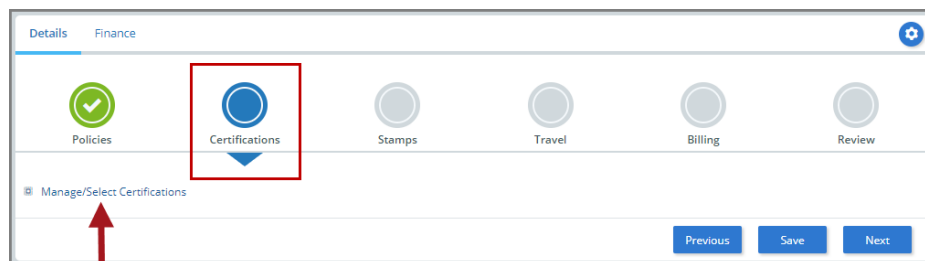 Details Finance
Policies Certifications Stamps Travel Billing Review
Manage/Select Certifications
Previous Save Next